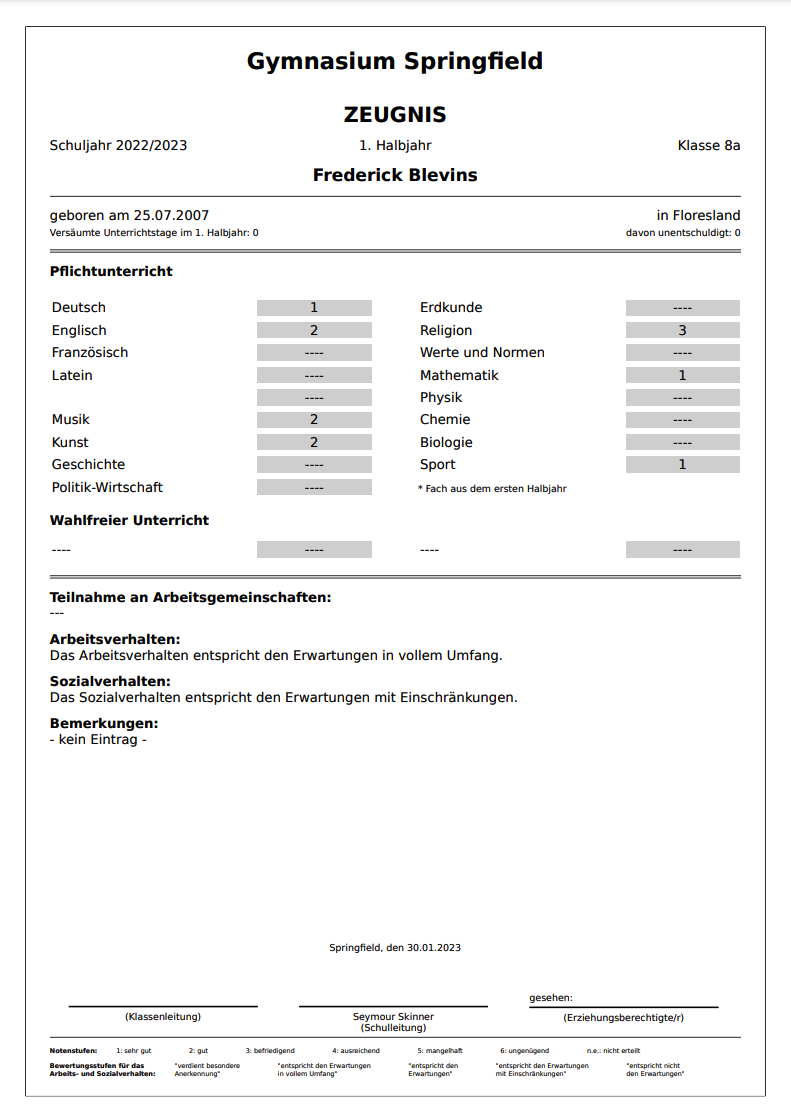 Gymnasium Springfield
ZEUGNIS
Schuljahr 2022/2023 1. Halbjahr Klasse 8a
Frederick Blevins
geboren am 25.07.2007 in Floresland
Versäumte Unterrichtstage im 1. Halbjahr: 0 davon unentschuldigt: 0
Pflichtunterricht
Deutsch 1 Erdkunde ----
Englisch 2 Religion 3
Französisch ---- Werte und Normen ----
Latein ---- Mathematik 1
---- Physik ----
Musik 2 Chemie ----
Kunst 2 Biologie ----
Geschichte ---- Sport 1
Politik-Wirtschaft ---- * Fach aus dem ersten Halbjahr
Wahlfreier Unterricht
---- ---- ---- ----
Teilnahme an Arbeitsgemeinschaften:
---
Arbeitsverhalten:
Das Arbeitsverhalten entspricht den Erwartungen in vollem Umfang.
Sozialverhalten:
Das Sozialverhalten entspricht den Erwartungen mit Einschränkungen.
Bemerkungen:
- kein Eintrag -
Springfield, den 30.01.2023
gesehen:
(Klassenleitung) Seymour Skinner (Erziehungsberechtigte/r)
(Schulleitung)
Notenstufen: 1: sehr gut 2: gut 3: befriedigend 4: ausreichend 5: mangelhaft 6: ungenügend n.e.: nicht erteilt
Bewertungsstufen für das "verdient besondere "entspricht den Erwartungen "entspricht den "entspricht den Erwartungen "entspricht nicht
Arbeits- und Sozialverhalten: Anerkennung" in vollem Umfang" Erwartungen" mit Einschränkungen" den Erwartungen"